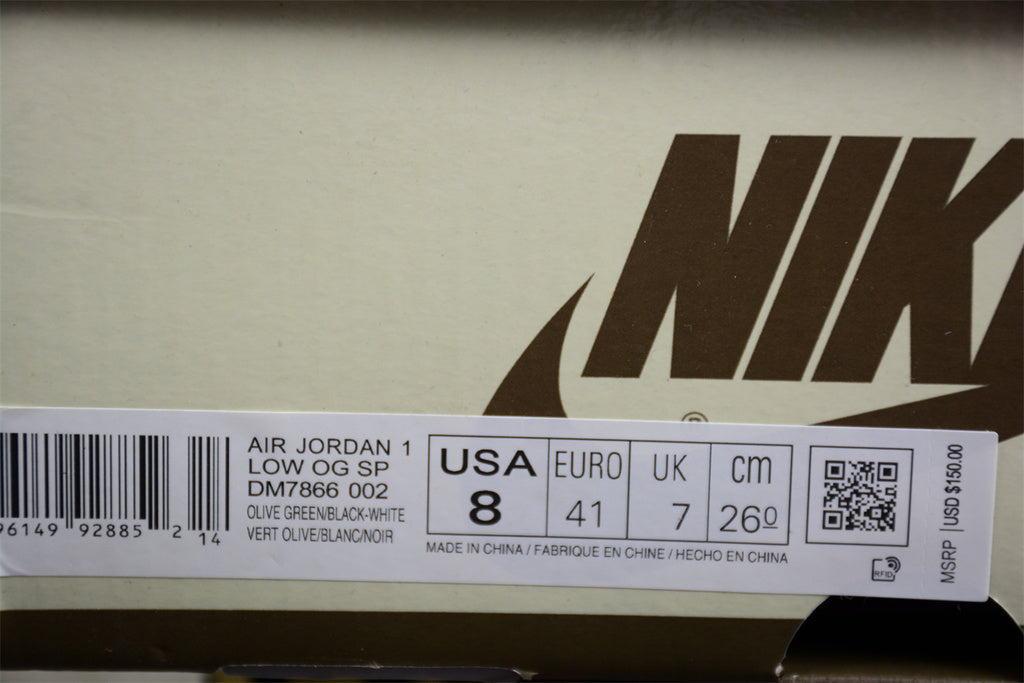 NIK
®
AIR JORDAN 1
LOW OG SP
DM7866 002
OLIVE GREEN/BLACK-WHITE
VERT OLIVE/BLANC/NOIR
96149 92885 2 14
USA EURO UK cm
8 41 7 260
MADE IN CHINA / FABRIQUE EN CHINE / HECHO EN CHINA
RFID
MSRP | USD $150.00